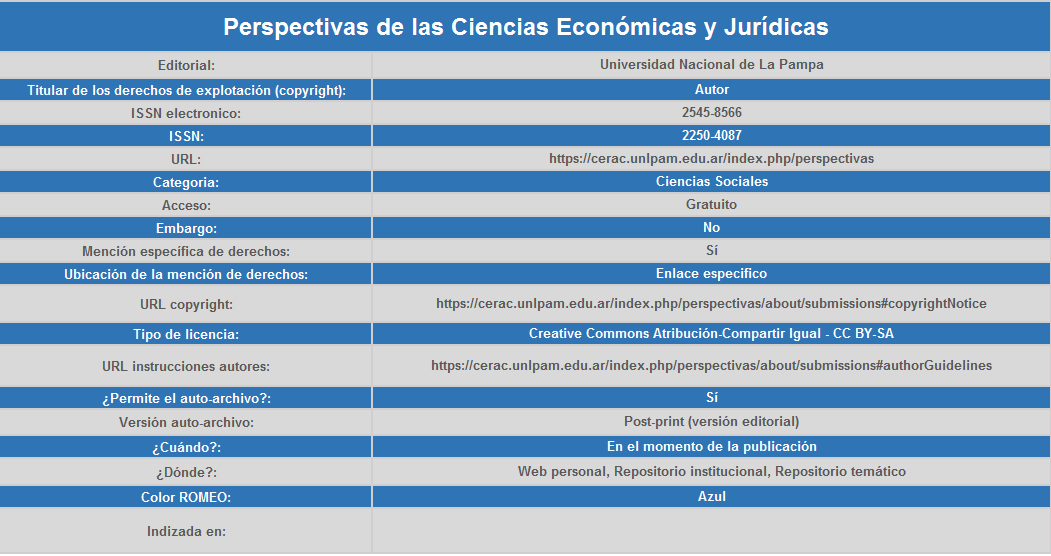 Perspectivas de las Ciencias Económicas y Jurídicas
Editorial: Universidad Nacional de La Pampa
Titular de los derechos de explotación (copyright): Autor
ISSN electronico: 2545-8566
ISSN: 2250-4087
URL: https://cerac.unlpam.edu.ar/index.php/perspectivas
Categoria: Ciencias Sociales
Acceso: Gratuito
Embargo: No
Mención específica de derechos: Sí
Ubicación de la mención de derechos: Enlace especifico
URL copyright: https://cerac.unlpam.edu.ar/index.php/perspectivas/about/submissions#copyrightNotice
Tipo de licencia: Creative Commons Atribución-Compartir Igual - CC BY-SA
URL instrucciones autores: https://cerac.unlpam.edu.ar/index.php/perspectivas/about/submissions#authorGuidelines
¿Permite el auto-archivo?: Sí
Versión auto-archivo: Post-print (versión editorial)
¿Cuándo?: En el momento de la publicación
¿Dónde?: Web personal, Repositorio institucional, Repositorio temático
Color ROMEO: Azul
Indizada en: